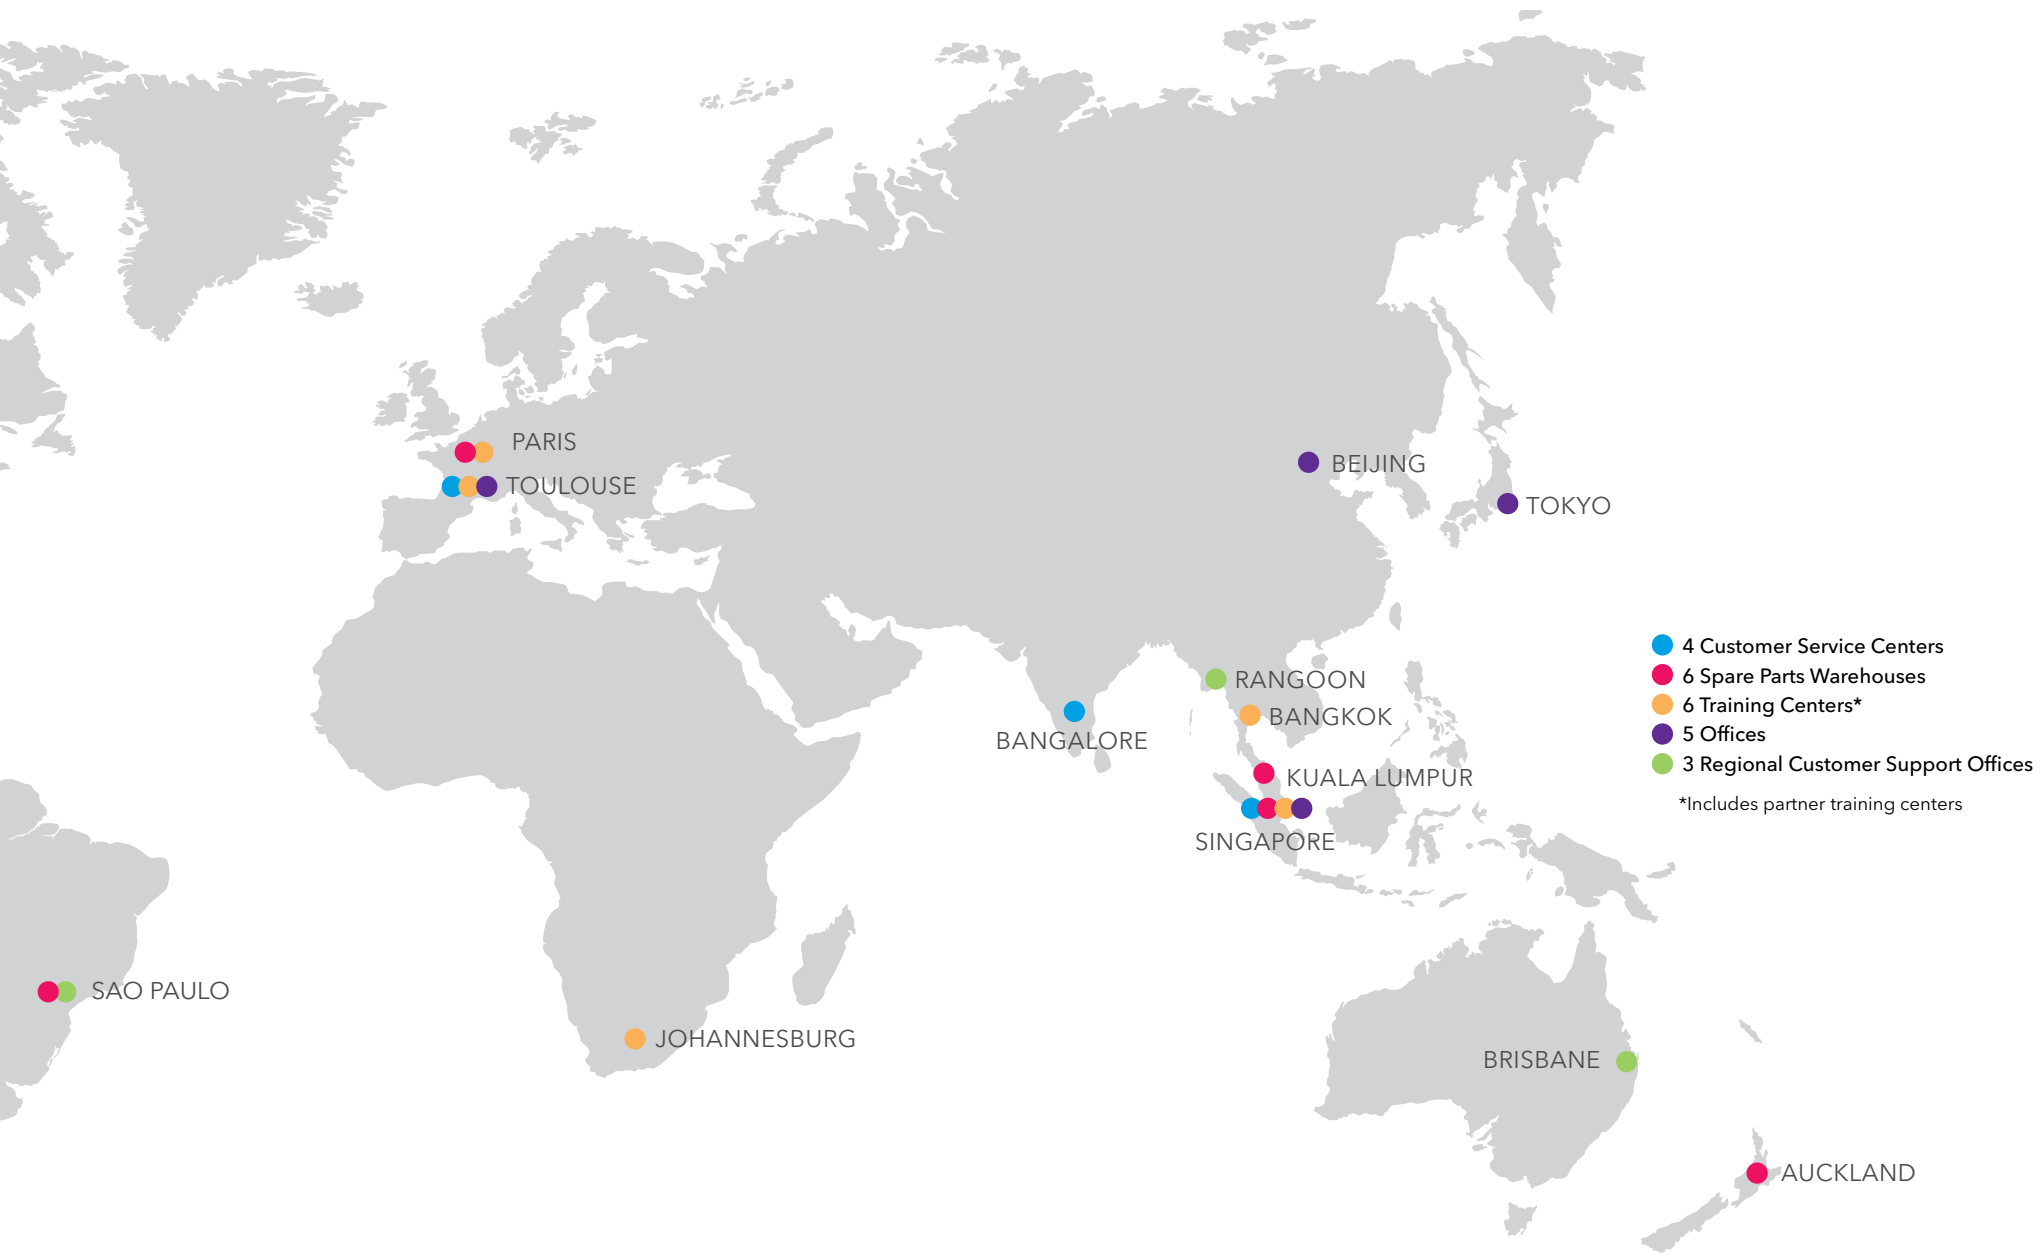 PARIS
TOULOUSE
BEIJING
TOKYO
RANGOON
BANGKOK
BANGALORE
KUALA LUMPUR
SINGAPORE
SAO PAULO
JOHANNESBURG
BRISBANE
AUCKLAND
4 Customer Service Centers
6 Spare Parts Warehouses
6 Training Centers*
5 Offices
3 Regional Customer Support Offices
*Includes partner training centers